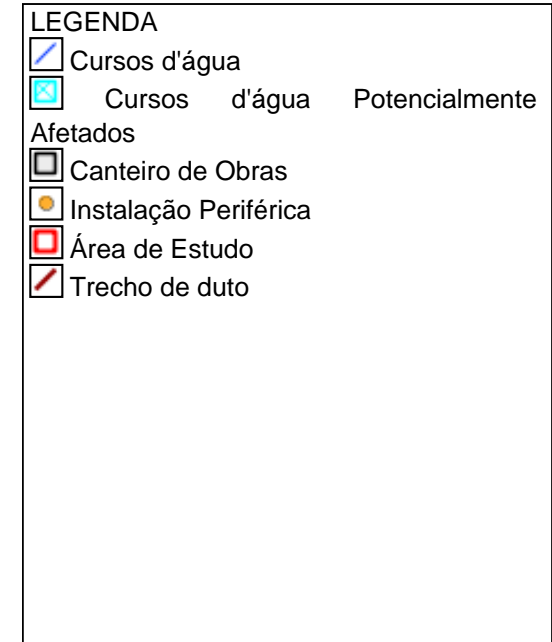 LEGENDA
Cursos d'água
Cursos d'água Potencialmente
Afetados
Canteiro de Obras
Instalação Periférica
Área de Estudo
Trecho de duto